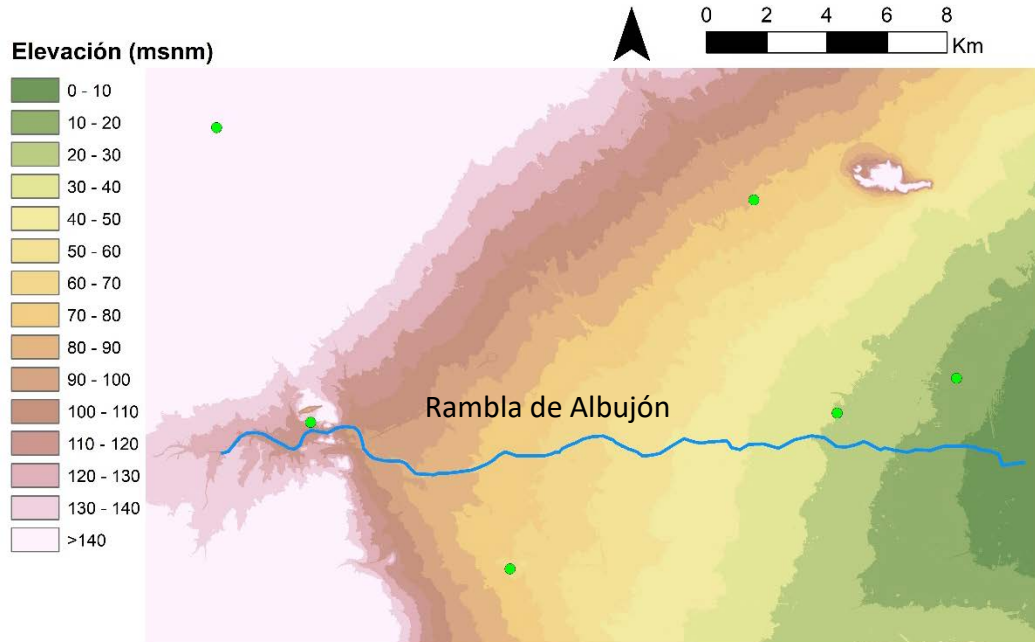 0 2 4 6 8
Km
Elevación (msnm)
0 - 10
10 - 20
20 - 30
30 - 40
40 - 50
50 - 60
60 - 70
70 - 80
80 - 90
90 - 100
100 - 110
110 - 120
120 - 130
130 - 140
>140
Rambla de Albujón